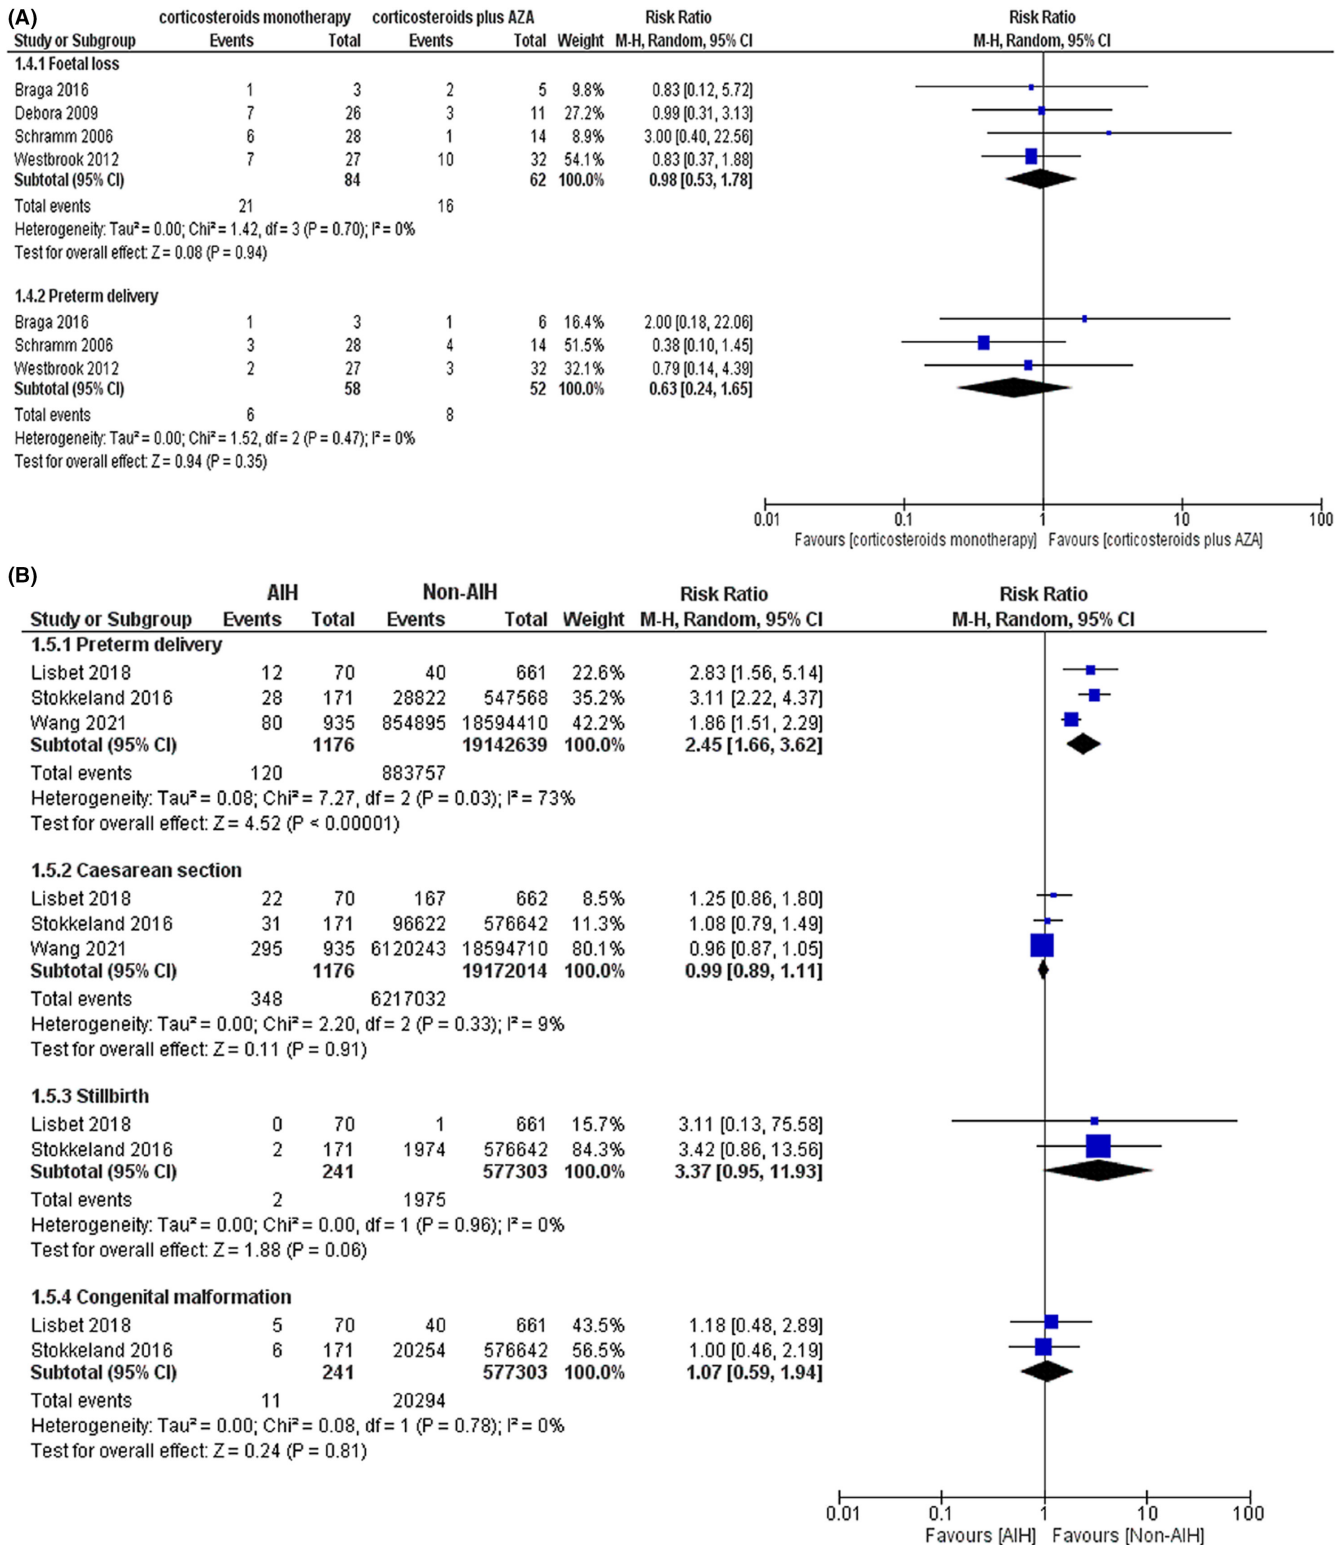 (A)
corticosteroids monotherapy corticosteroids plus AZA Risk Ratio Risk Ratio
Study or Subgroup Events Total Events Total Weight M-H, Random, 95% CI M-H, Random, 95% CI
1.4.1 Foetal loss
Braga 2016 1 3 2 5 9.8% 0.83 [0.12, 5.72]
Debora 2009 7 26 3 11 27.2% 0.99 [0.31, 3.13]
Schramm 2006 6 28 1 14 8.9% 3.00 [0.40, 22.56]
Westbrook 2012 7 27 10 32 54.1% 0.83 [0.37, 1.88]
Subtotal (95% CI) 84 62 100.0% 0.98 [0.53, 1.78]
Total events 21 16
Heterogeneity: Tau² = 0.00; Chi² = 1.42, df = 3 (P = 0.70); I² = 0%
Test for overall effect: Z = 0.08 (P = 0.94)
1.4.2 Preterm delivery
Braga 2016 1 3 1 6 16.4% 2.00 [0.18, 22.06]
Schramm 2006 3 28 4 14 51.5% 0.38 [0.10, 1.45]
Westbrook 2012 2 27 3 32 32.1% 0.79 [0.14, 4.39]
Subtotal (95% CI) 58 52 100.0% 0.63 [0.24, 1.65]
Total events 6 8
Heterogeneity: Tau² = 0.00; Chi² = 1.52, df = 2 (P = 0.47); I² = 0%
Test for overall effect: Z = 0.94 (P = 0.35)
0.01 0.1 1 10 100
Favours [corticosteroids monotherapy] Favours [corticosteroids plus AZA]
(B)
AIH Non-AIH Risk Ratio Risk Ratio
Study or Subgroup Events Total Events Total Weight M-H, Random, 95% CI M-H, Random, 95% CI
1.5.1 Preterm delivery
Lisbet 2018 12 70 40 661 22.6% 2.83 [1.56, 5.14]
Stokkeland 2016 28 171 28822 547568 35.2% 3.11 [2.22, 4.37]
Wang 2021 80 935 854895 18594410 42.2% 1.86 [1.51, 2.29]
Subtotal (95% CI) 1176 19142639 100.0% 2.45 [1.66, 3.62]
Total events 120 883757
Heterogeneity: Tau² = 0.08; Chi² = 7.27, df = 2 (P = 0.03); I² = 73%
Test for overall effect: Z = 4.52 (P < 0.00001)
1.5.2 Caesarean section
Lisbet 2018 22 70 167 662 8.5% 1.25 [0.86, 1.80]
Stokkeland 2016 31 171 96622 576642 11.3% 1.08 [0.79, 1.49]
Wang 2021 295 935 6120243 18594710 80.1% 0.96 [0.87, 1.05]
Subtotal (95% CI) 1176 19172014 100.0% 0.99 [0.89, 1.11]
Total events 348 6217032
Heterogeneity: Tau² = 0.00; Chi² = 2.20, df = 2 (P = 0.33); I² = 9%
Test for overall effect: Z = 0.11 (P = 0.91)
1.5.3 Stillbirth
Lisbet 2018 0 70 1 661 15.7% 3.11 [0.13, 75.58]
Stokkeland 2016 2 171 1974 576642 84.3% 3.42 [0.86, 13.56]
Subtotal (95% CI) 241 577303 100.0% 3.37 [0.95, 11.93]
Total events 2 1975
Heterogeneity: Tau² = 0.00; Chi² = 0.00, df = 1 (P = 0.96); I² = 0%
Test for overall effect: Z = 1.88 (P = 0.06)
1.5.4 Congenital malformation
Lisbet 2018 5 70 40 661 43.5% 1.18 [0.48, 2.89]
Stokkeland 2016 6 171 20254 576642 56.5% 1.00 [0.46, 2.19]
Subtotal (95% CI) 241 577303 100.0% 1.07 [0.59, 1.94]
Total events 11 20294
Heterogeneity: Tau² = 0.00; Chi² = 0.08, df = 1 (P = 0.78); I² = 0%
Test for overall effect: Z = 0.24 (P = 0.81)
0.01 0.1 1 10 100
Favours [AIH] Favours [Non-AIH]